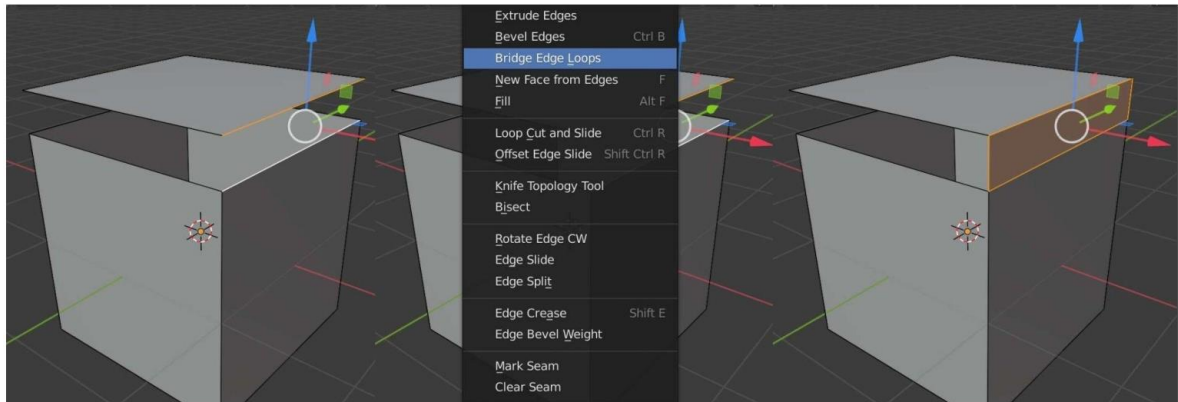 Extrude Edges
Bevel Edges Ctrl B
Bridge Edge Loops
New Face from Edges F
Fill Alt F
Loop Cut and Slide Ctrl R
Offset Edge Slide Shift Ctrl R
Knife Topology Tool
Bisect
Rotate Edge CW
Edge Slide
Edge Split
Edge Crease Shift E
Edge Bevel Weight
Mark Seam
Clear Seam